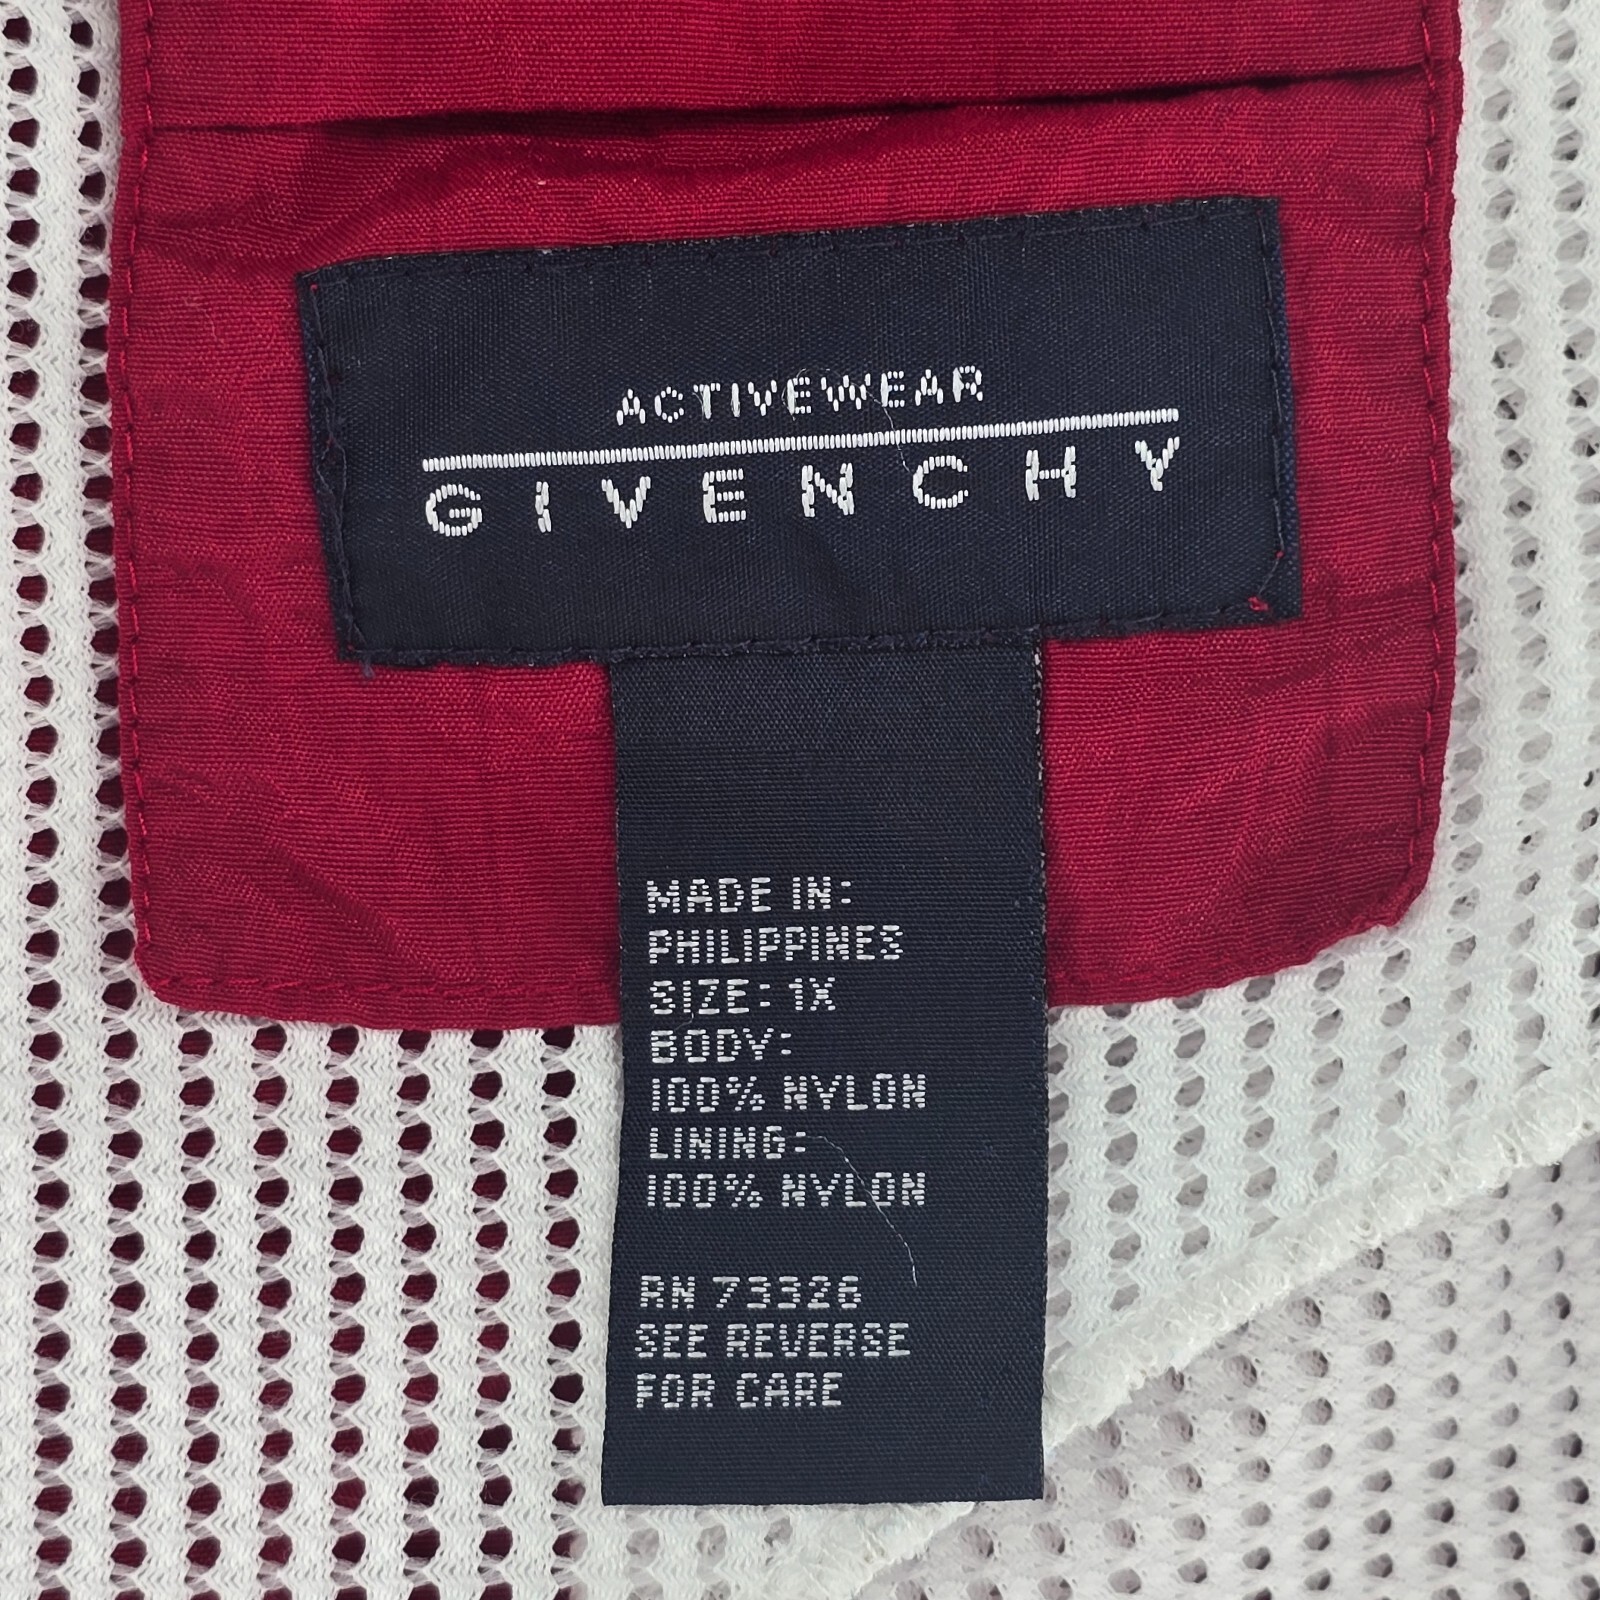 ACTIVEWEAR
GIVENCHY
MADE IN:
PHILIPPINES
SIZE: 1X
BODY:
100% NYLON
LINING:
100% NYLON
RN 73326
SEE REVERSE
FOR CARE